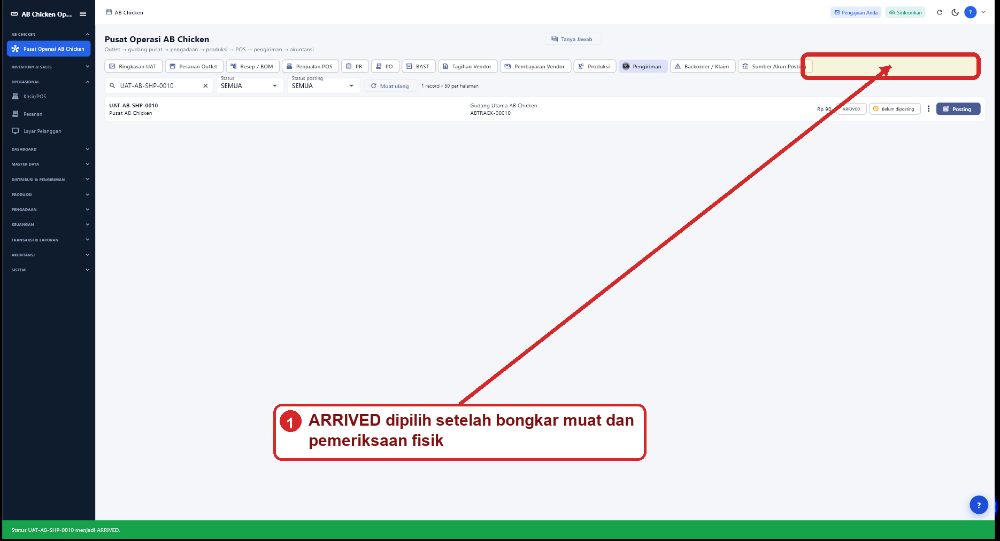 AB Chicken Op...
AB Chicken
Pengajuan Anda
Sinkronkan
?
AB CHICKEN
Pusat Operasi AB Chicken
INVENTORY & SALES
OPERASIONAL
Kasir/POS
Pesanan
Layar Pelanggan
DASHBOARD
MASTER DATA
DISTRIBUSI & PENGIRIMAN
PRODUKSI
PENGADAAN
KEUANGAN
TRANSAKSI & LAPORAN
AKUNTANSI
SISTEM
Pusat Operasi AB Chicken
Outlet → gudang pusat → pengadaan → produksi → POS → pengiriman → akuntansi
Tanya Jawab
Ringkasan UAT
Pesanan Outlet
Resep / BOM
Penjualan POS
PR
PO
BAST
Tagihan Vendor
Pembayaran Vendor
Produksi
Pengiriman
Backorder / Klaim
Sumber Akun Posting
UAT-AB-SHP-0010
Status
SEMUA
Status posting
SEMUA
Muat ulang
1 record • 50 per halaman
UAT-AB-SHP-0010
Pusat AB Chicken
Gudang Utama AB Chicken
ABTRACK-00010
Rp 90
ARRIVED
Belum diposting
Posting
1
ARRIVED dipilih setelah bongkar muat dan
pemeriksaan fisik
?
Status UAT-AB-SHP-0010 menjadi ARRIVED.